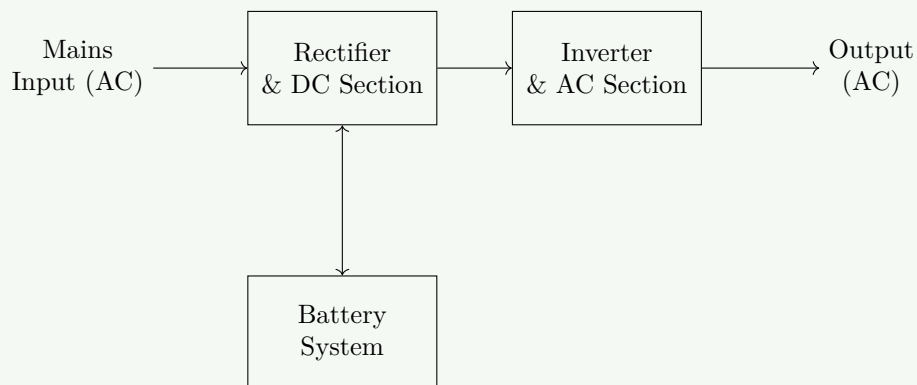 Mains
Input (AC)
Rectifier
& DC Section
Inverter
& AC Section
Output
(AC)
Battery
System